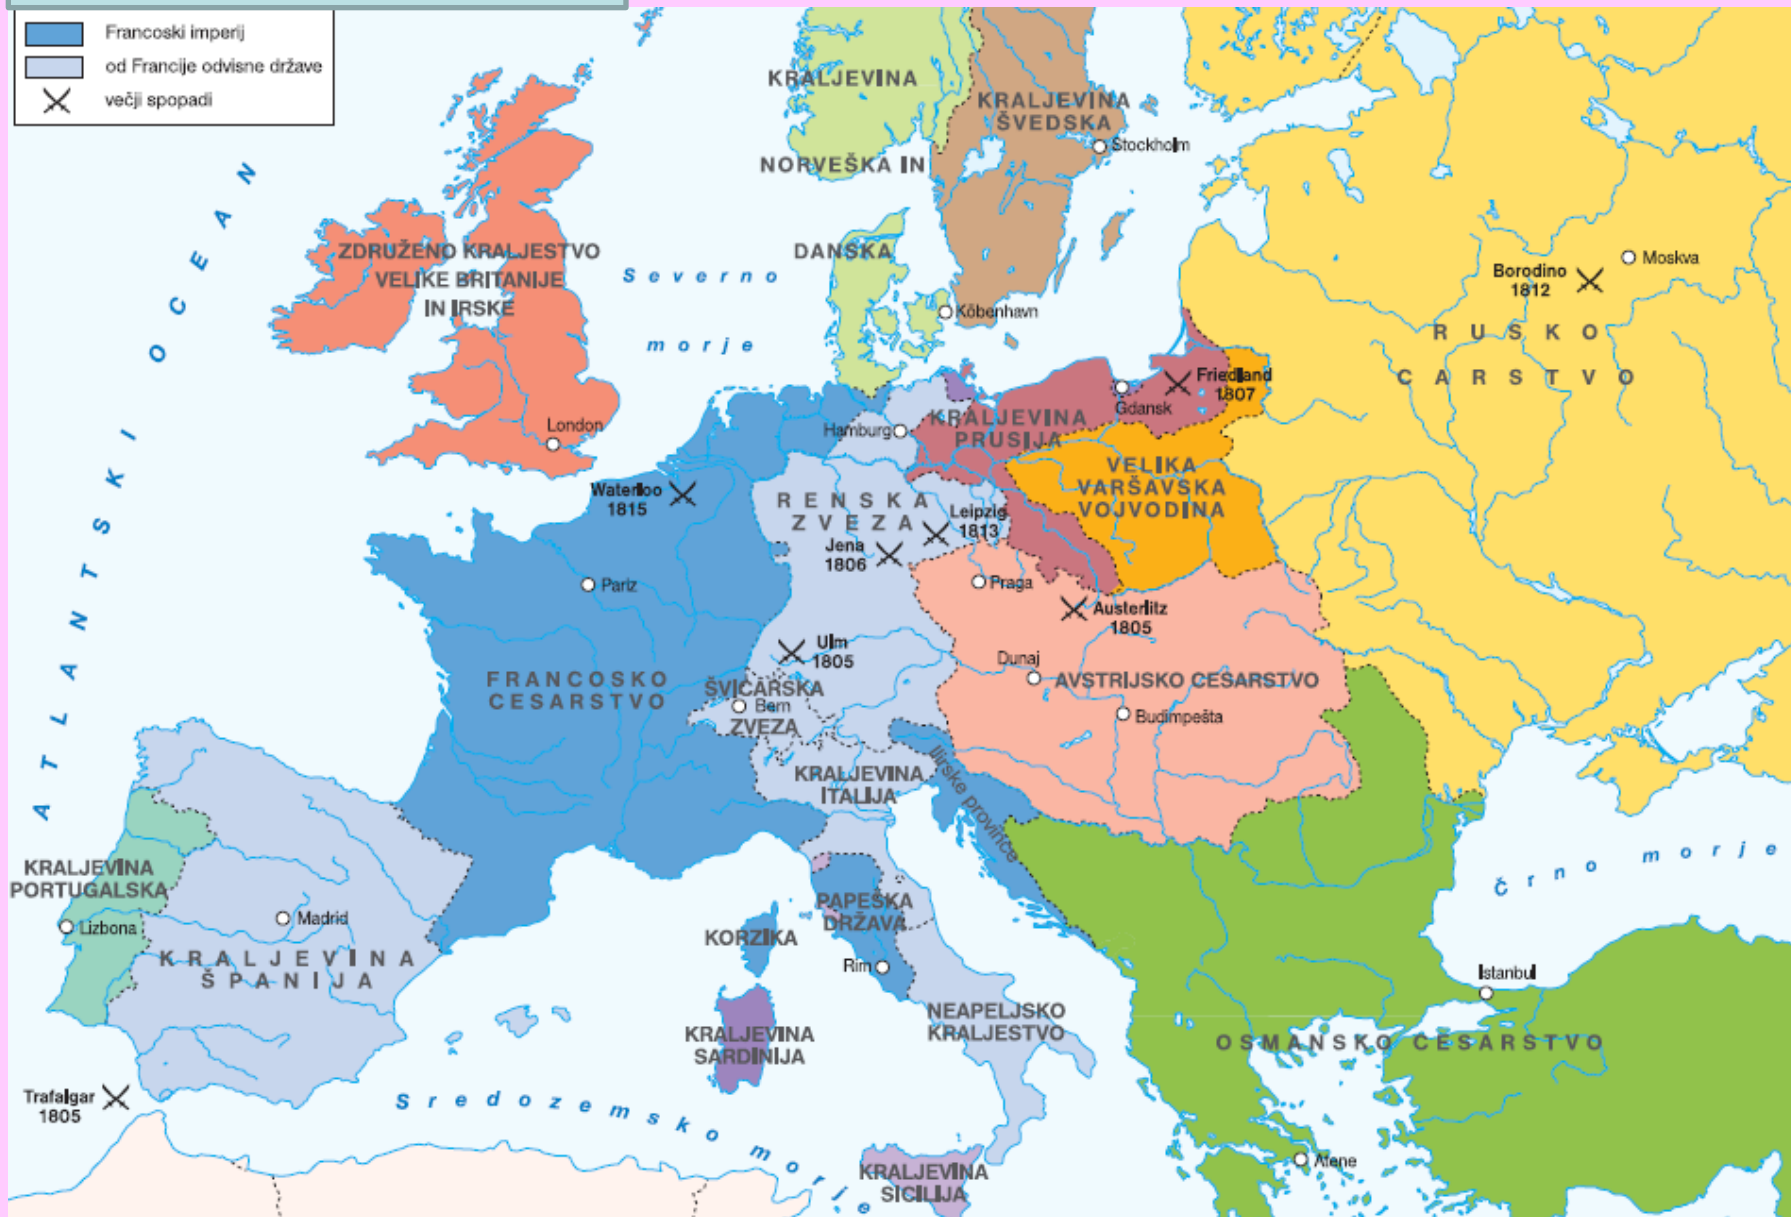 Francoski imperij
od Francije odvisne države
večji spopadi
ATLANTSKI OCEAN
KRALJEVINA
NORVEŠKA IN
DANSKA
KRALJEVINA
ŠVEDSKA
Stockholm
ZDRUŽENO KRALJESTVO
VELIKE BRITANIJE
IN IRSKE
Severno
morje
Köbenhavn
Borodino
1812
Moskva
RUSKO
CARSTVO
London
Hamburg
KRALJEVINA
PRUSIJA
Gdansk
Friedland
1807
VELIKA
VARŠAVSKA
VOJVODINA
Waterloo
1815
RENSKA
ZVEZA
Leipzig
1813
Jena
1806
Pariz
Praga
Austerlitz
1805
Ulm
1805
Dunaj
FRANCOSKO
CESARSTVO
ŠVICARSKA
Bern
ZVEZA
AVSTRIJSKO CESARSTVO
Budimpešta
KRALJEVINA
ITALIJA
Ilirske province
KRALJEVINA
PORTUGALSKA
Lizbona
Madrid
KRALJEVINA
ŠPANIJA
KORZIKA
PAPEŠKA
DRŽAVA
Rim
Črno morje
Istanbul
KRALJEVINA
SARDINIJA
NEAPELJSKO
KRALJESTVO
OSMANSKO CESARSTVO
Trafalgar
1805
Sredozemsko morje
KRALJEVINA
SICILIJA
Atene